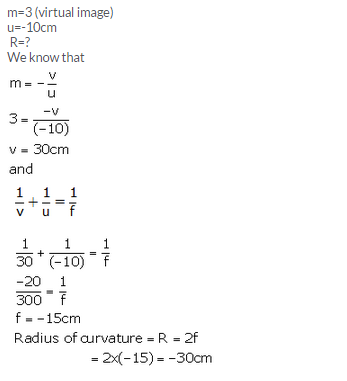 m=3 (virtual image)
u=-10cm
R=?
We know that
m = - v/u
3 = -v/(-10)
v = 30cm
and
1/v + 1/u = 1/f
1/30 + 1/(-10) = 1/f
-20/300 = 1/f
f = -15cm
Radius of curvature = R = 2f
= 2x(-15) = -30cm